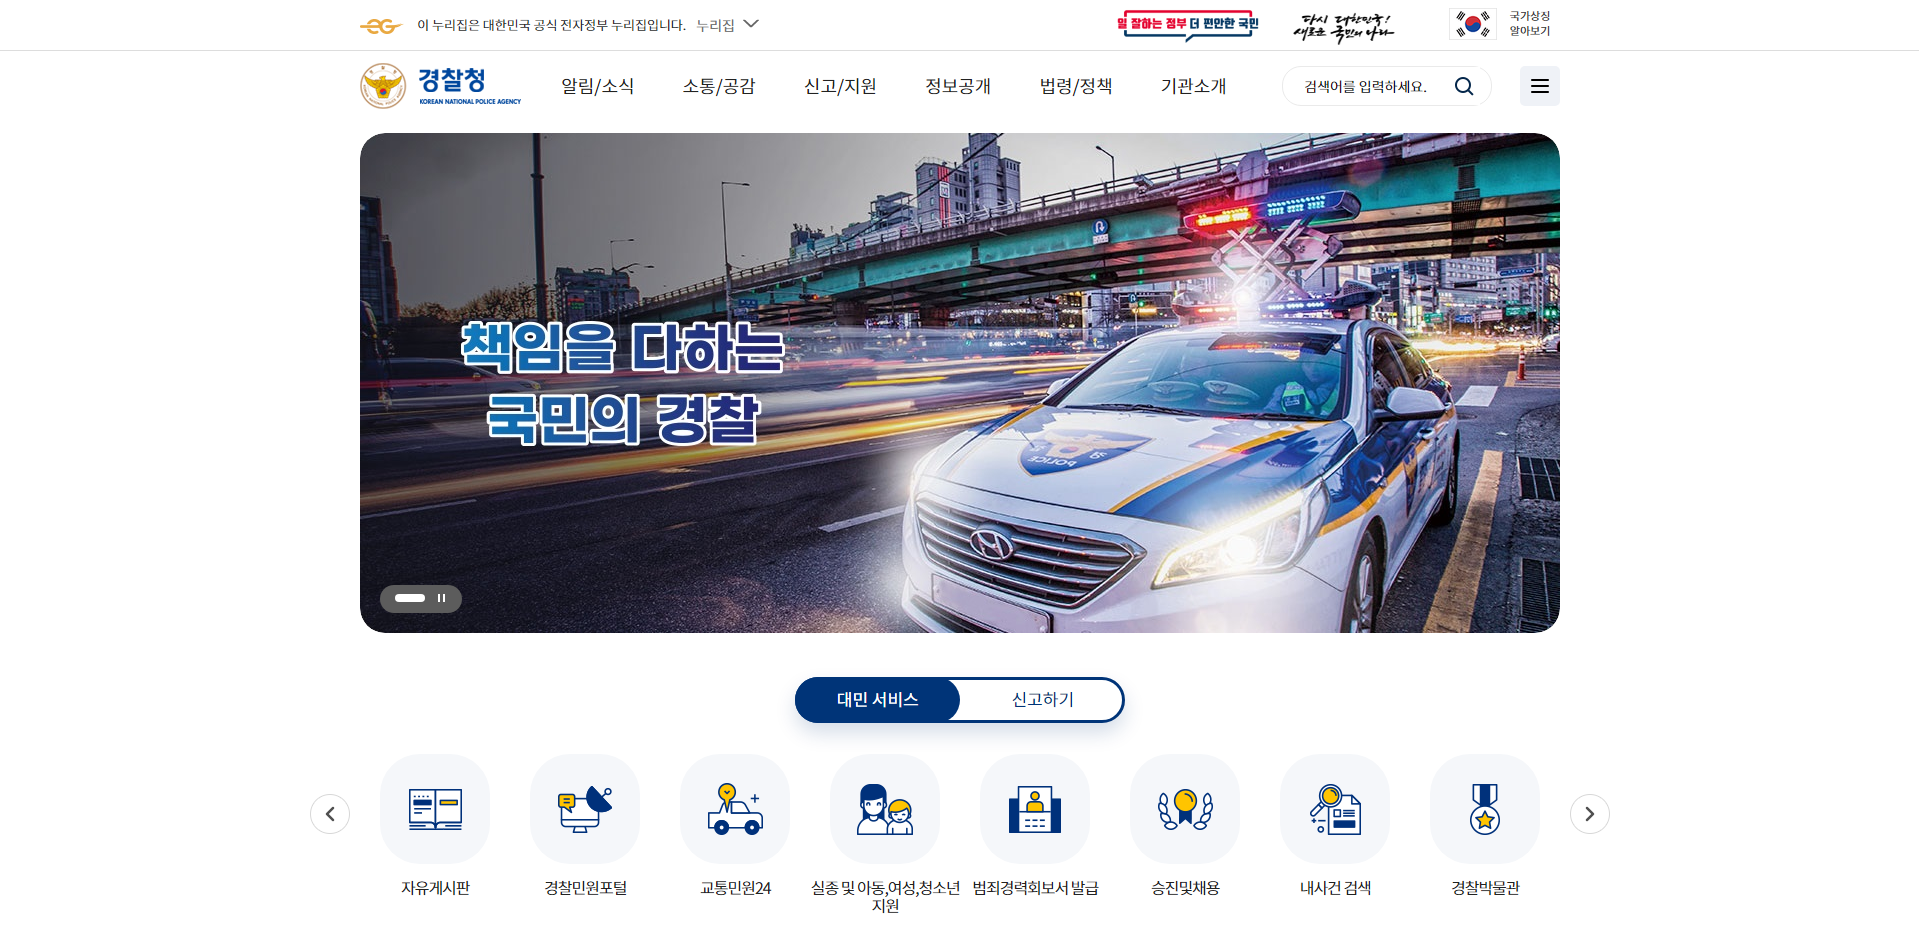 이 누리집은 대한민국 공식 전자정부 누리집입니다. 누리집
일 잘하는 정부 더 편안한 국민
다시 대한민국!
새로운 국민의 나라
국가상징
알아보기
경찰청
KOREAN NATIONAL POLICE AGENCY
알림/소식 소통/공감 신고/지원 정보공개 법령/정책 기관소개
검색어를 입력하세요.
책임을 다하는
국민의 경찰
POLICE
대민 서비스 신고하기
자유게시판 경찰민원포털 교통민원24 실종 및 아동,여성,청소년 지원 범죄경력회보서 발급 승진및채용 내사건 검색 경찰박물관